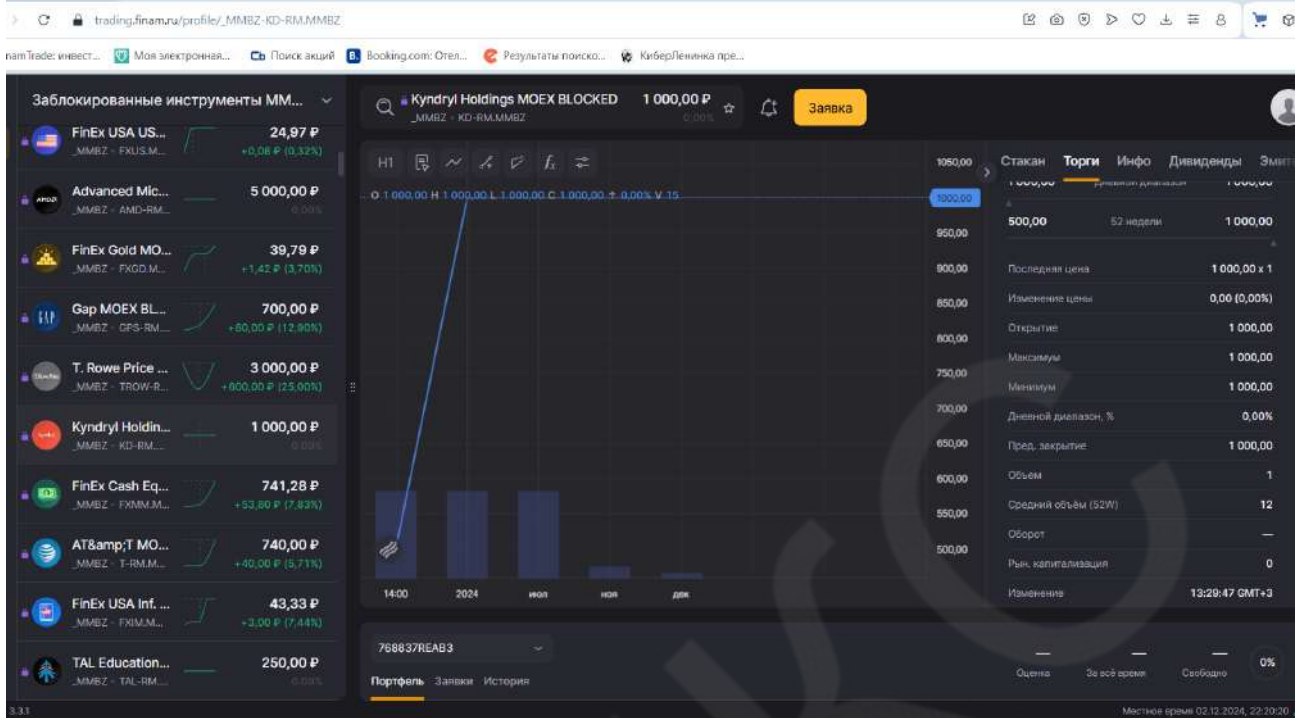 trading.finam.ru/profile/_MMBZ-KD-RM.MMBZ
namTrade: инвест... Моя электронная... Поиск акций Booking.com: Отел... Результаты поиско... КиберЛенинка пре...
Заблокированные инструменты MM...
FinEx USA US... 24,97 ₽
_MMBZ - FXUS.M... +0,08 ₽ (0,32%)
Advanced Mic... 5 000,00 ₽
_MMBZ - AMD-RM... 0,00%
FinEx Gold MO... 39,79 ₽
_MMBZ - FXGD.M... +1,42 ₽ (3,70%)
Gap MOEX BL... 700,00 ₽
_MMBZ - GPS-RM... +80,00 ₽ (12,90%)
T. Rowe Price ... 3 000,00 ₽
_MMBZ - TROW-R... +600,00 ₽ (25,00%)
Kyndryl Holdin... 1 000,00 ₽
_MMBZ - KD-RM.... 0,00%
FinEx Cash Eq... 741,28 ₽
_MMBZ - FXMM.M... +53,80 ₽ (7,83%)
AT&amp;T MO... 740,00 ₽
_MMBZ - T-RM.M... +40,00 ₽ (5,71%)
FinEx USA Inf. ... 43,33 ₽
_MMBZ - FXIM.M... +3,00 ₽ (7,44%)
TAL Education... 250,00 ₽
_MMBZ - TAL-RM.... 0,00%
3.3.1
Kyndryl Holdings MOEX BLOCKED 1 000,00 ₽
_MMBZ - KD-RM.MMBZ 0,00%
Заявка
H1
O 1 000,00 H 1 000,00 L 1 000,00 C 1 000,00 0,00% V 15
1050,00
1000,00
950,00
900,00
850,00
800,00
750,00
700,00
650,00
600,00
550,00
500,00
14:00 2024 июл ноя дек
768837REAB3
Портфель Заявки История
Стакан Торги Инфо Дивиденды Эмит
1 000,00 Дневной диапазон 1 000,00
500,00 52 недели 1 000,00
Последняя цена 1 000,00 x 1
Изменение цены 0,00 (0,00%)
Открытие 1 000,00
Максимум 1 000,00
Минимум 1 000,00
Дневной диапазон, % 0,00%
Пред. закрытие 1 000,00
Объем 1
Средний объём (52W) 12
Оборот —
Рын. капитализация 0
Изменение 13:29:47 GMT+3
— — — 0%
Оценка За всё время Свободно
Местное время 02.12.2024, 22:20:20